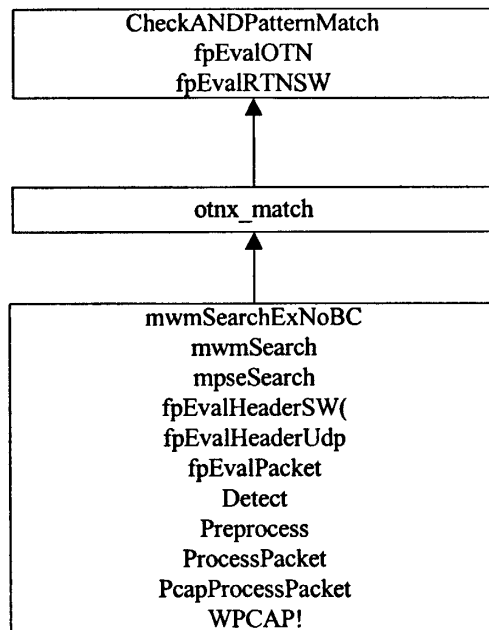 CheckANDPatternMatch
fpEvalOTN
fpEvalRTNSW
otnx_match
mwmSearchExNoBC
mwmSearch
mpseSearch
fpEvalHeaderSW(
fpEvalHeaderUdp
fpEvalPacket
Detect
Preprocess
ProcessPacket
PcapProcessPacket
WPCAP!